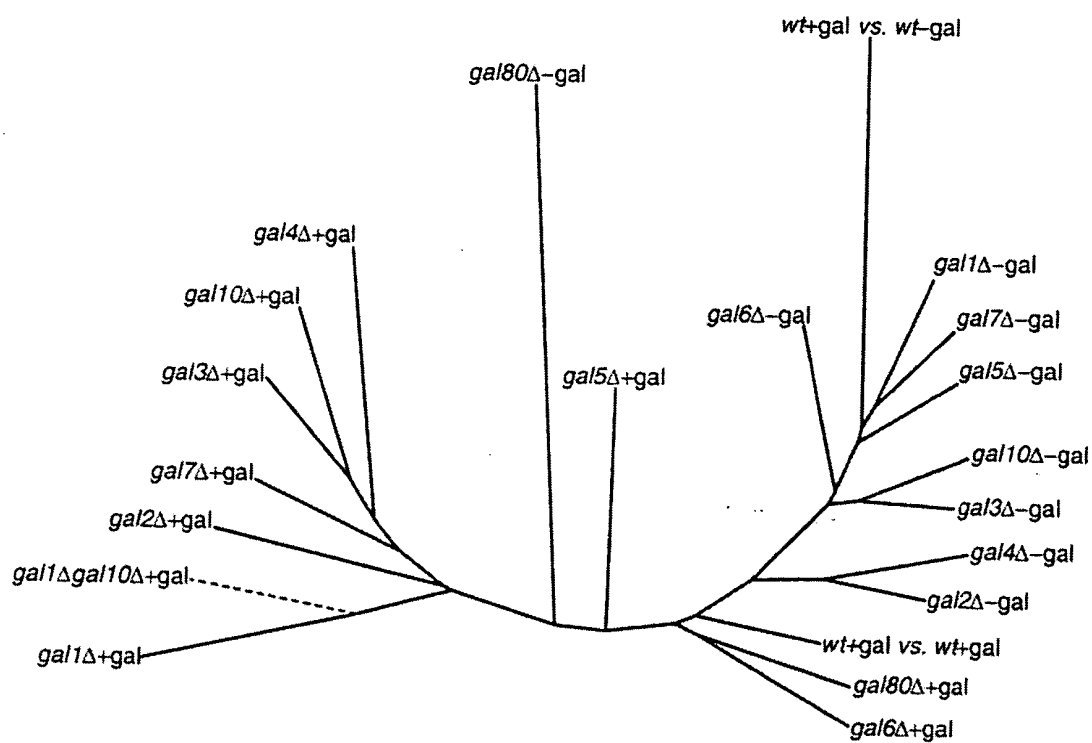 wt+gal vs. wt−gal
gal80Δ−gal
gal4Δ+gal
gal1Δ−gal
gal10Δ+gal
gal6Δ−gal
gal7Δ−gal
gal3Δ+gal
gal5Δ+gal
gal5Δ−gal
gal10Δ−gal
gal7Δ+gal
gal3Δ−gal
gal2Δ+gal
gal4Δ−gal
gal1Δgal10Δ+gal
gal2Δ−gal
wt+gal vs. wt+gal
gal1Δ+gal
gal80Δ+gal
gal6Δ+gal